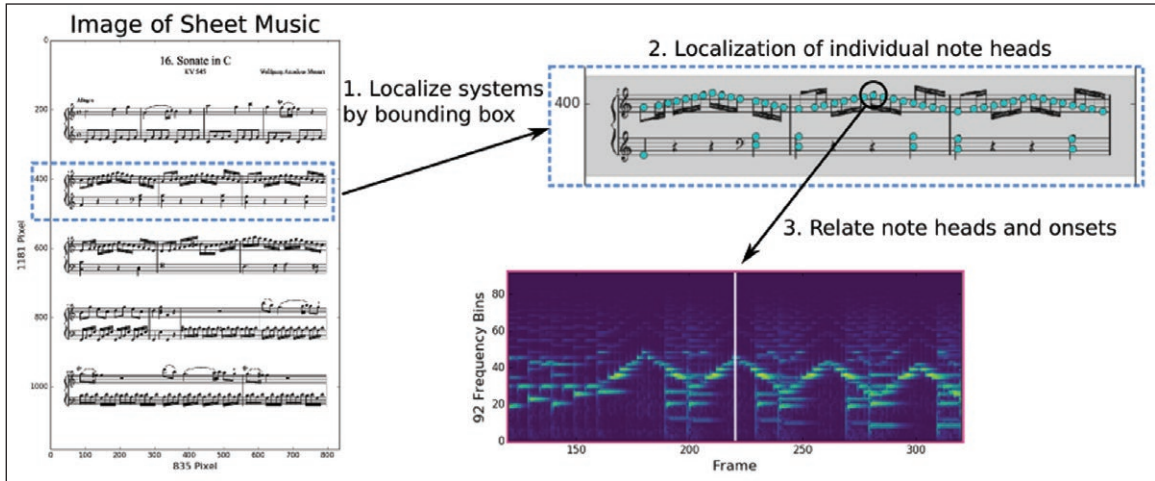 Image of Sheet Music
0
200
400
600
800
1000
1181 Pixel
16. Sonate in C
KV 545
Wolfgang Amadeus Mozart
Allegro
0 100 200 300 400 500 600 700 800
835 Pixel
1. Localize systems
by bounding box
2. Localization of individual note heads
400
3. Relate note heads and onsets
80
60
40
20
0
92 Frequency Bins
150 200 250 300
Frame